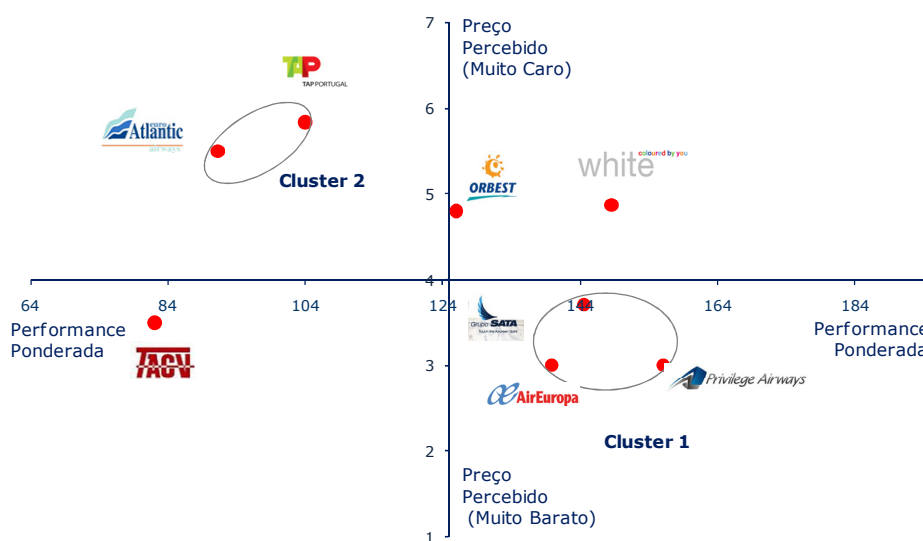 7
Preço
Percebido
(Muito Caro)
TAP
TAP PORTUGAL
6
euro
Atlantic
airways
coloured by you
white
Cluster 2
ORBEST
5
4
64
84
104
124
144
164
184
Performance
Ponderada
Grupo SATA
Performance
Ponderada
TACV
3
AirEuropa
Privilege Airways
Cluster 1
2
Preço
Percebido
(Muito Barato)
1